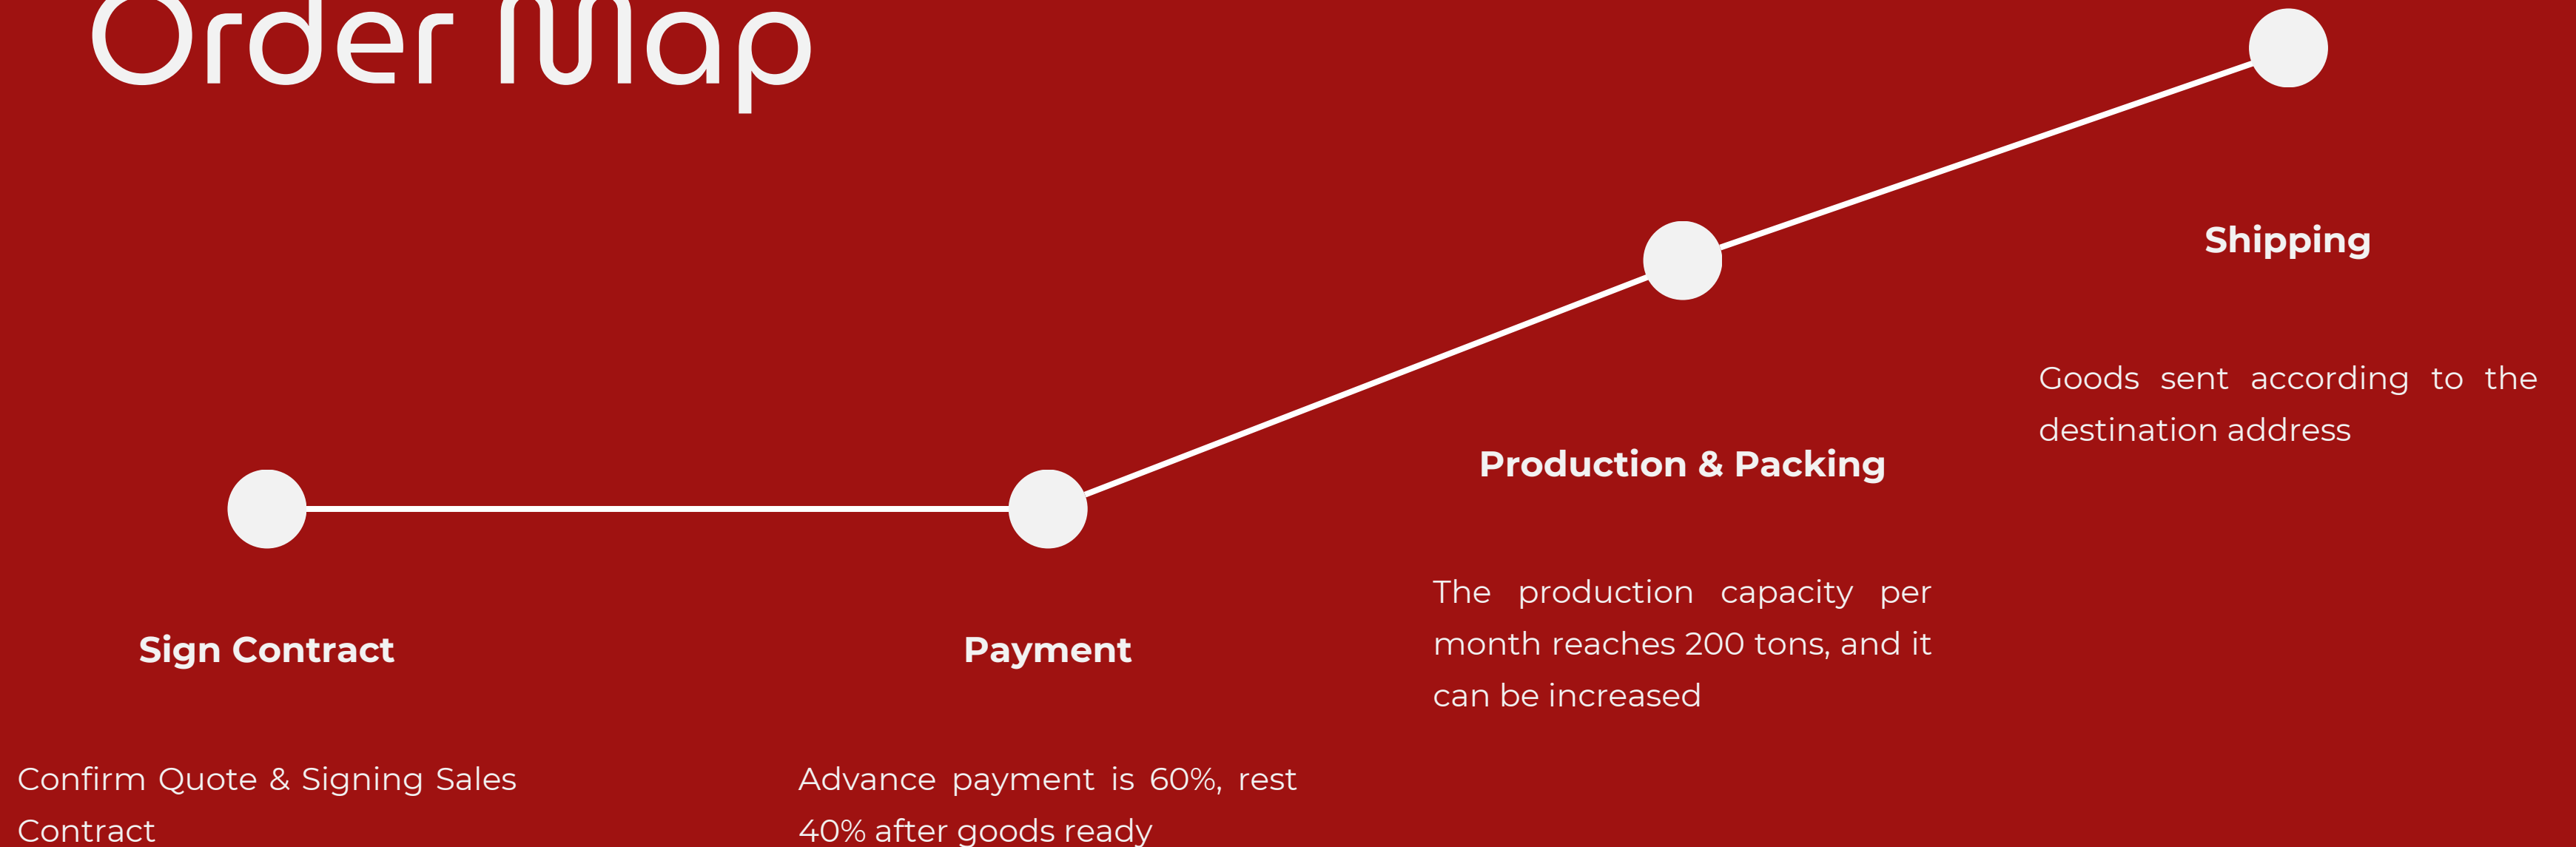 Order Map
Sign Contract
Confirm Quote & Signing Sales
Contract
Payment
Advance payment is 60%, rest
40% after goods ready
Production & Packing
The production capacity per
month reaches 200 tons, and it
can be increased
Shipping
Goods sent according to the
destination address